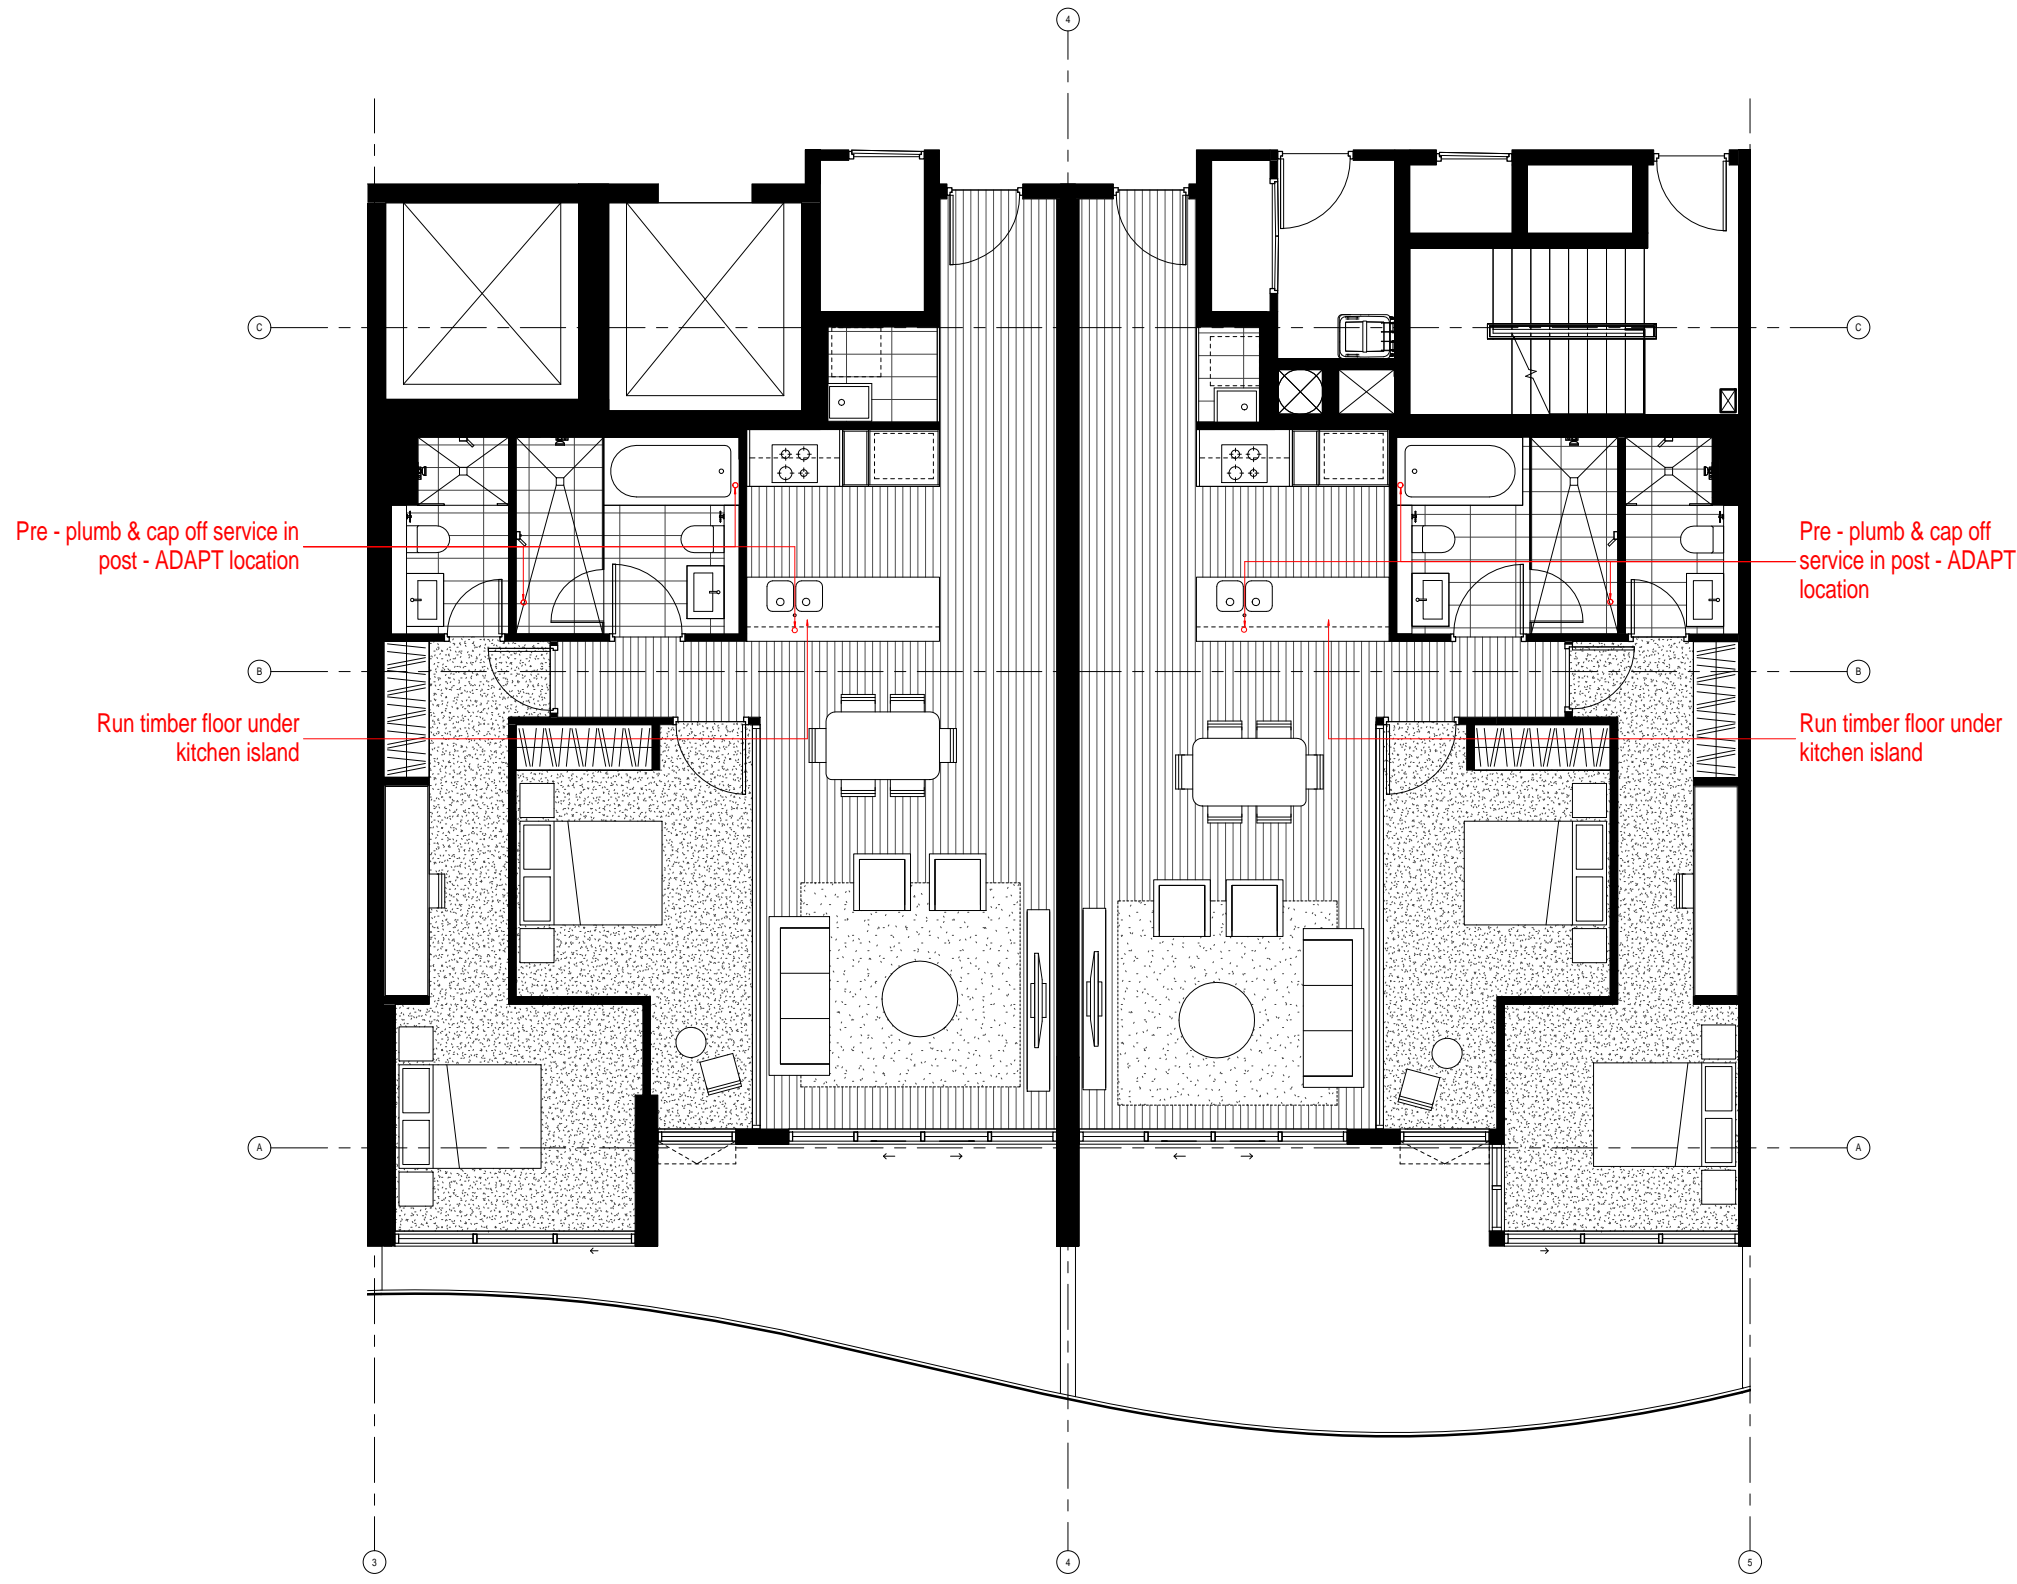 4
C
C
Pre - plumb & cap off service in
post - ADAPT location
Pre - plumb & cap off
service in post - ADAPT
location
B
B
Run timber floor under
kitchen island
Run timber floor under
kitchen island
A
A
3
4
5